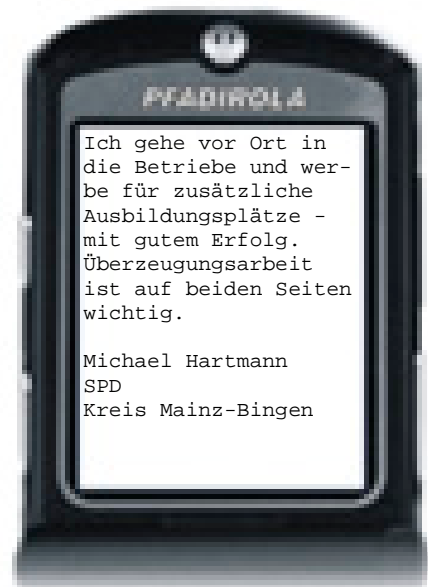 PFADIROLA
Ich gehe vor Ort in
die Betriebe und wer-
be für zusätzliche
Ausbildungsplätze -
mit gutem Erfolg.
Überzeugungsarbeit
ist auf beiden Seiten
wichtig.
Michael Hartmann
SPD
Kreis Mainz-Bingen